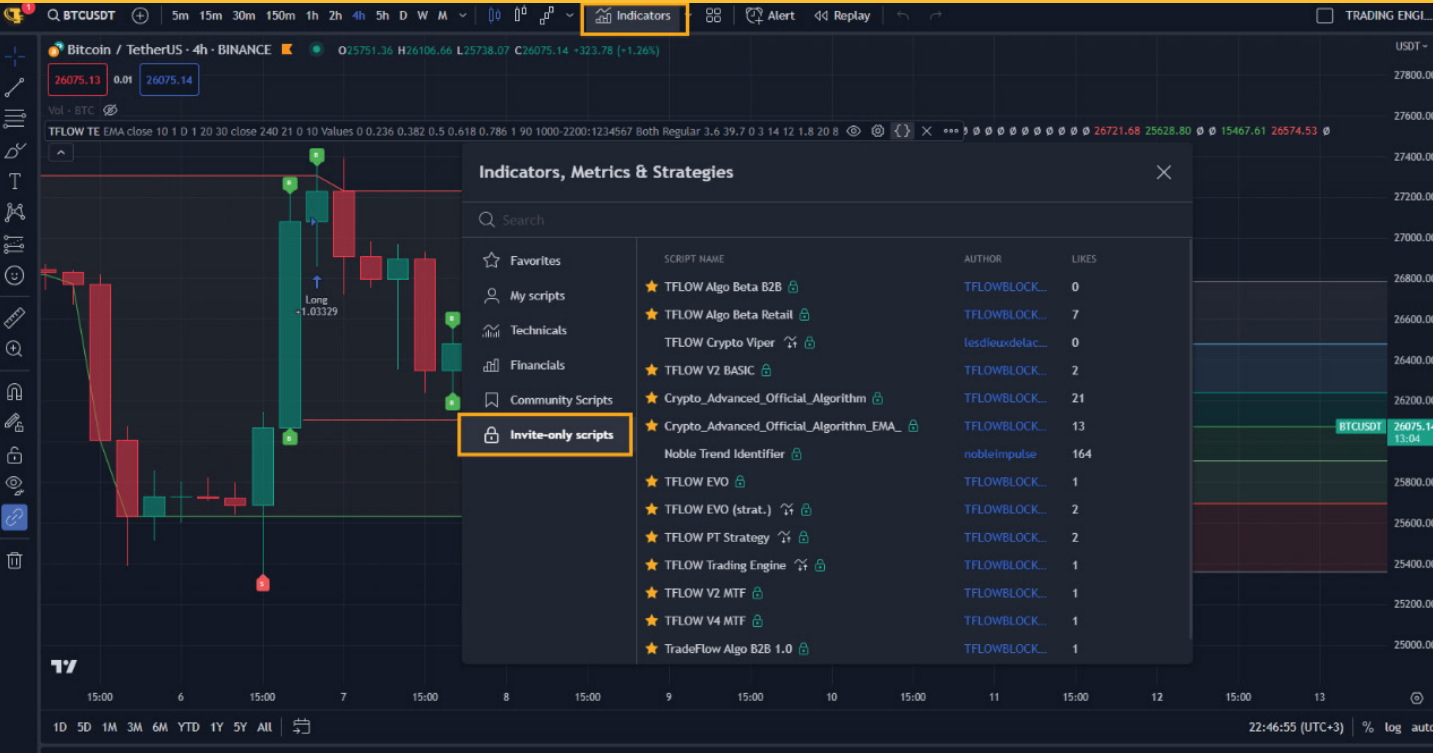 1
BTCUSDT 5m 15m 30m 150m 1h 2h 4h 5h D W M Indicators Alert Replay TRADING ENGI...
Bitcoin / TetherUS · 4h · BINANCE O25751.36 H26106.66 L25738.07 C26075.14 +323.78 (+1.26%)
USDT
26075.13 0.01 26075.14
Vol · BTC
TFLOW TE EMA close 10 1 D 1 20 30 close 240 21 0 10 Values 0 0.236 0.382 0.5 0.618 0.786 1 90 1000-2200:1234567 Both Regular 3.6 39.7 0 3 14 12 1.8 20 8 {} ø ø ø ø ø ø ø ø ø ø ø 26721.68 25628.80 ø ø 15467.61 26574.53 ø
Indicators, Metrics & Strategies
Search
Favorites
My scripts
Technicals
Financials
Community Scripts
Invite-only scripts
SCRIPT NAME AUTHOR LIKES
TFLOW Algo Beta B2B TFLOWBLOCK... 0
TFLOW Algo Beta Retail TFLOWBLOCK... 7
TFLOW Crypto Viper lesdieuxdelac... 0
TFLOW V2 BASIC TFLOWBLOCK... 2
Crypto_Advanced_Official_Algorithm TFLOWBLOCK... 21
Crypto_Advanced_Official_Algorithm_EMA_ TFLOWBLOCK... 13
Noble Trend Identifier nobleimpulse 164
TFLOW EVO TFLOWBLOCK... 1
TFLOW EVO (strat.) TFLOWBLOCK... 2
TFLOW PT Strategy TFLOWBLOCK... 2
TFLOW Trading Engine TFLOWBLOCK... 1
TFLOW V2 MTF TFLOWBLOCK... 1
TFLOW V4 MTF TFLOWBLOCK... 1
TradeFlow Algo B2B 1.0 TFLOWBLOCK... 1
Long
+1.03329
B
B
B
B
B
S
27800.00
27600.00
27400.00
27200.00
27000.00
26800.00
26600.00
26400.00
26200.00
BTCUSDT 26075.14
13:04
25800.00
25600.00
25400.00
25200.00
25000.00
15:00 6 15:00 7 15:00 8 15:00 9 15:00 10 15:00 11 15:00 12 15:00 13
1D 5D 1M 3M 6M YTD 1Y 5Y All 22:46:55 (UTC+3) % log auto